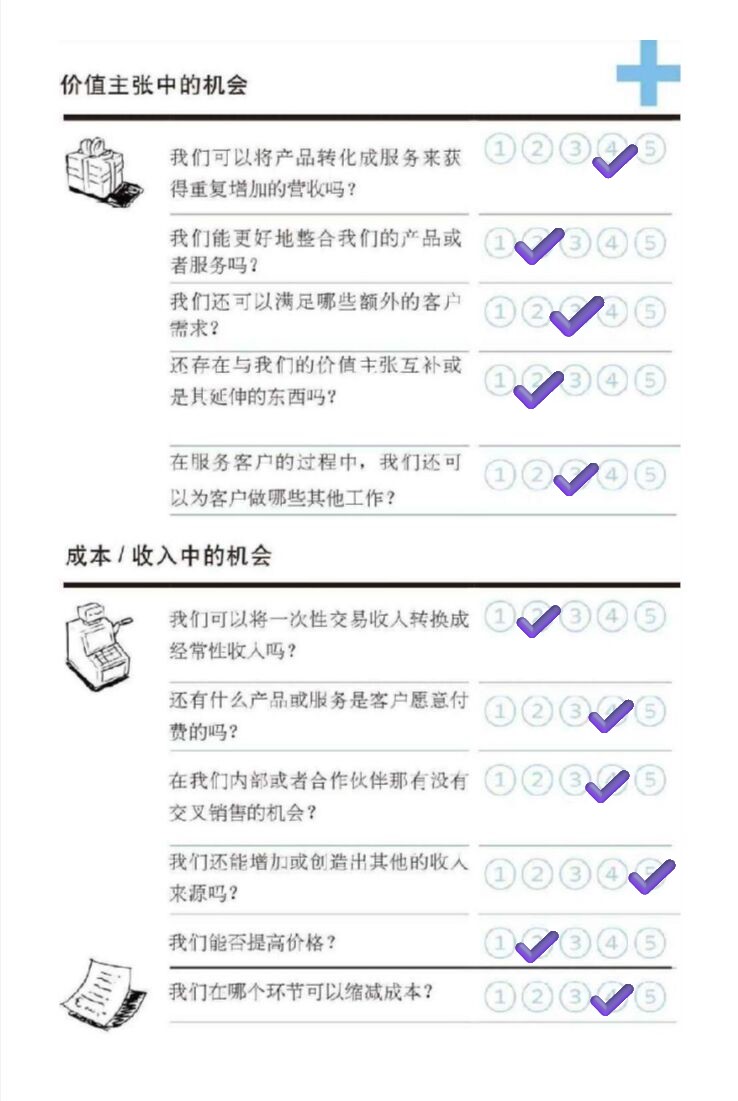 价值主张中的机会
我们可以将产品转化成服务来获 ① ② ③ ④ ⑤
得重复增加的营收吗？
我们能更好地整合我们的产品或 ① ③ ④ ⑤
者服务吗？
我们还可以满足哪些额外的客户 ① ② ④ ⑤
需求？
还存在与我们的价值主张互补或 ① ② ③ ④ ⑤
是其延伸的东西吗？
在服务客户的过程中，我们还可 ① ② ④ ⑤
以为客户做哪些其他工作？
成本/收入中的机会
我们可以将一次性交易收入转换成 ① ③ ④ ⑤
经常性收入吗？
还有什么产品或服务是客户愿意付 ① ② ③ ⑤
费的吗？
在我们内部或者合作伙伴那有没有 ① ② ③ ⑤
交叉销售的机会？
我们还能增加或创造出其他的收入 ① ② ③ ④
来源吗？
我们能否提高价格？ ① ③ ④ ⑤
我们在哪个环节可以缩减成本？ ① ② ③ ⑤